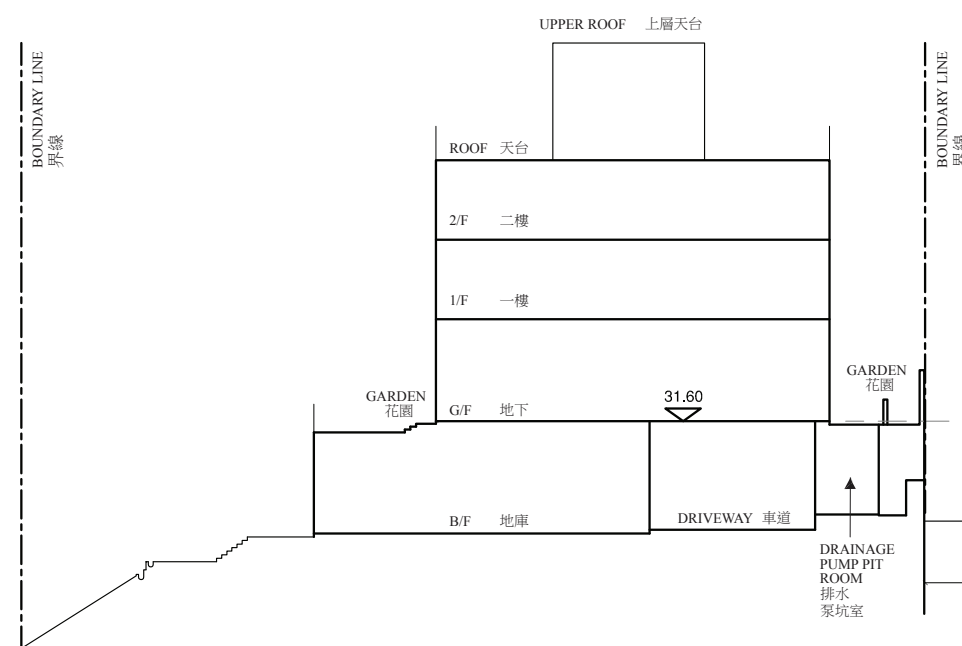 UPPER ROOF 上層天台
BOUNDARY LINE
界線
BOUNDARY LINE
界線
ROOF 天台
2/F 二樓
1/F 一樓
GARDEN
花園
GARDEN
花園
G/F 地下
31.60
B/F 地庫
DRIVEWAY 車道
DRAINAGE
PUMP PIT
ROOM
排水
泵坑室